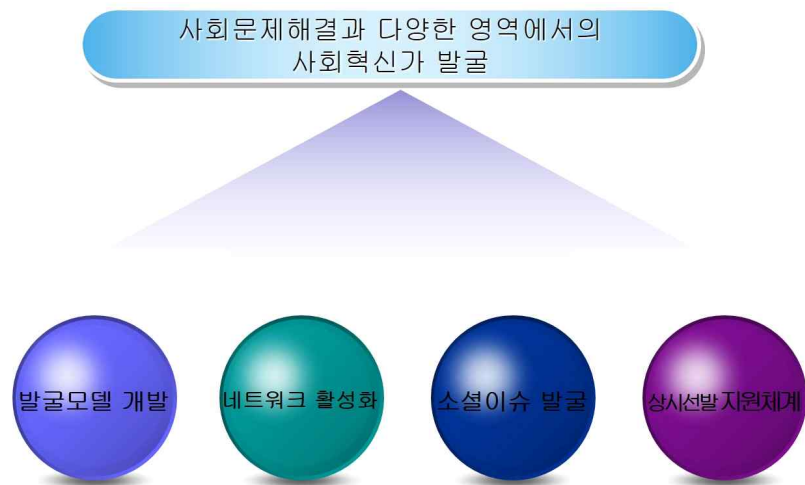 사회문제해결과 다양한 영역에서의
사회혁신가 발굴
발굴모델 개발
네트워크 활성화
소셜이슈 발굴
상시선발 지원체계